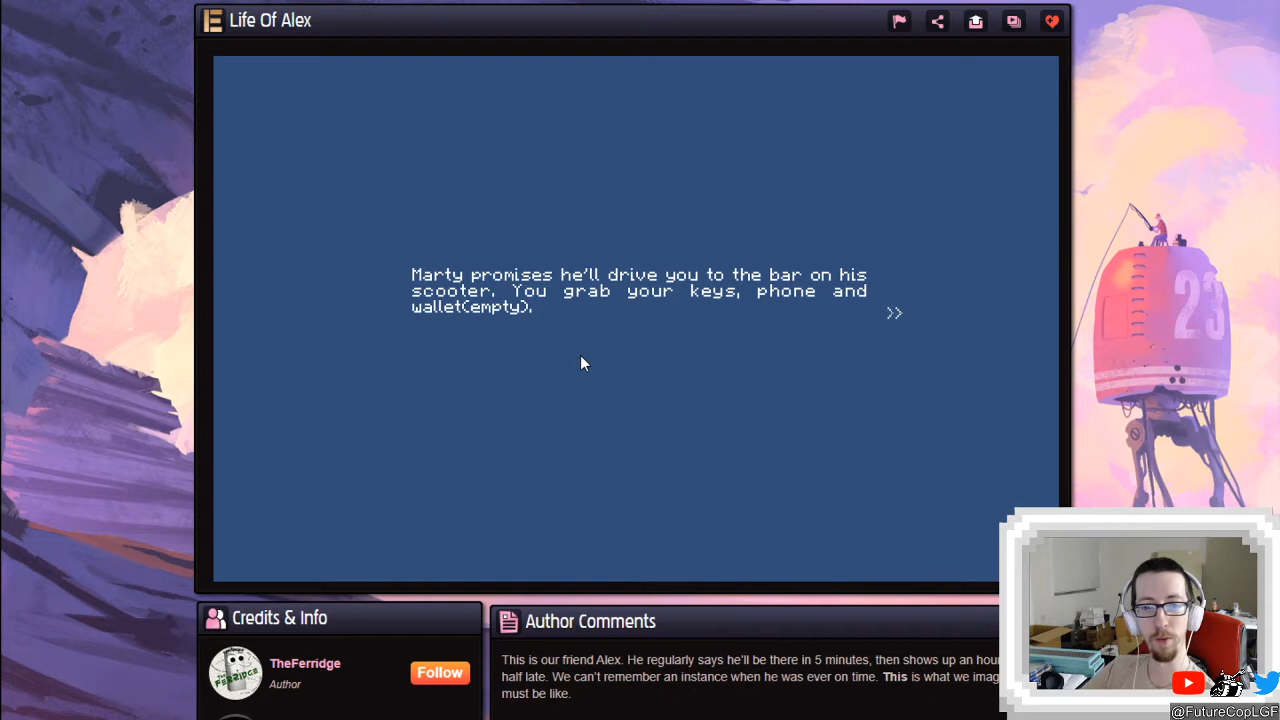 Life Of Alex
Marty promises he'll drive you to the bar on his
scooter. You grab your keys, phone and
wallet(empty).
>>
23
Credits & Info
TheFerridge
Author
Follow
Author Comments
This is our friend Alex. He regularly says he'll be there in 5 minutes, then shows up an hour
half late. We can't remember an instance when he was ever on time. This is what we imag
must be like.
@FutureCopLGF